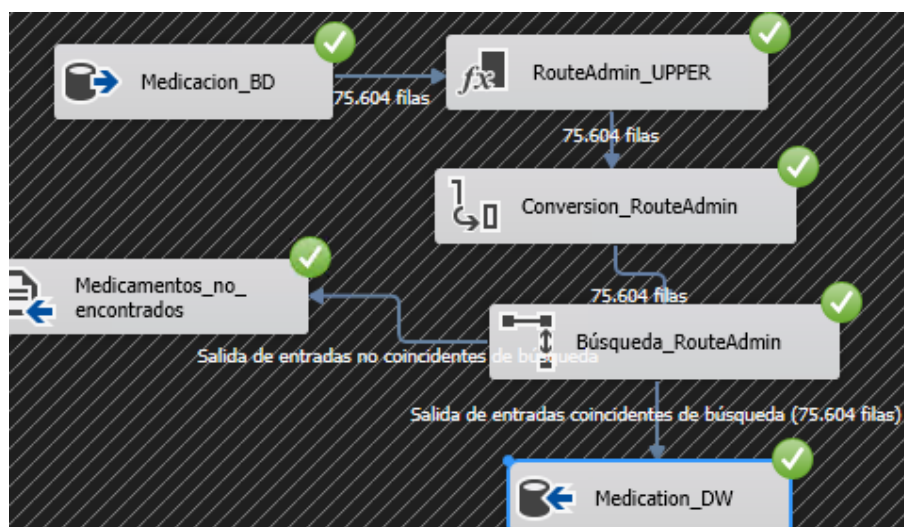 Medicacion_BD
75.604 filas
fx
RouteAdmin_UPPER
75.604 filas
Conversion_RouteAdmin
75.604 filas
Medicamentos_no_
encontrados
Búsqueda_RouteAdmin
Salida de entradas no coincidentes de búsqueda
Salida de entradas coincidentes de búsqueda (75.604 filas)
Medication_DW